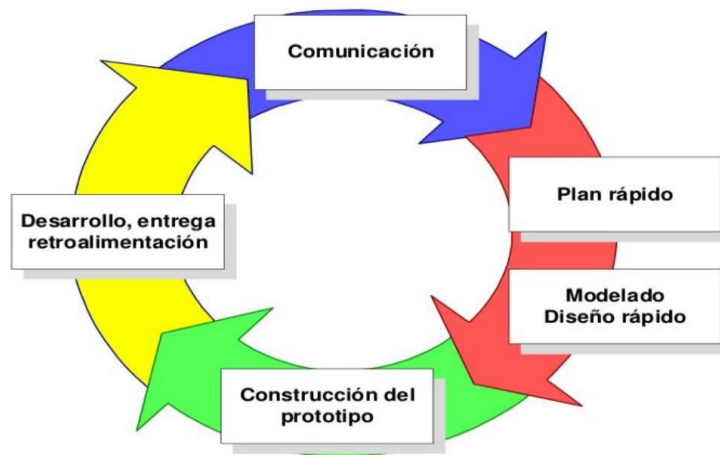 Comunicación
Plan rápido
Modelado
Diseño rápido
Construcción del
prototipo
Desarrollo, entrega
retroalimentación